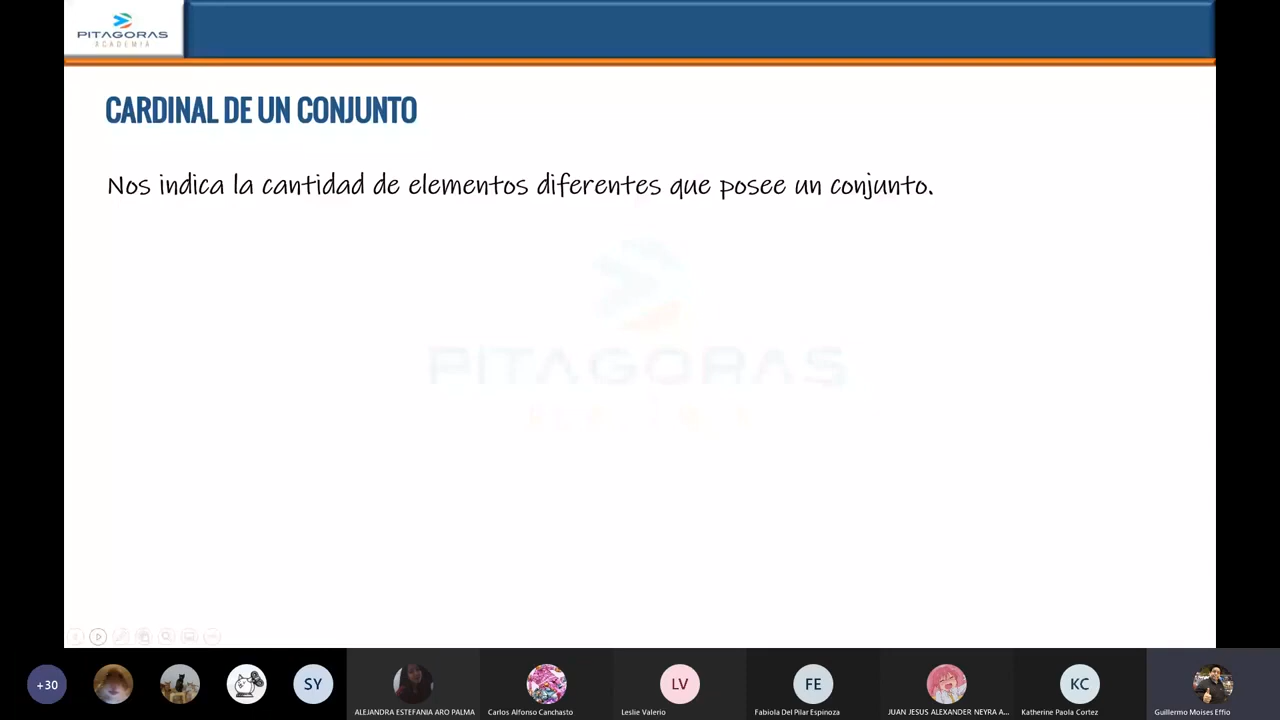 PITAGORAS
ACADEMIA
CARDINAL DE UN CONJUNTO
Nos indica la cantidad de elementos diferentes que posee un conjunto.
PITAGORAS
+30
SY
LV
FE
KC
ALEJANDRA ESTEFANIA ARO PALMA
Carlos Alfonso Canchasto
Leslie Valerio
Fabiola Del Pilar Espinoza
JUAN JESUS ALEXANDER NEYRA A...
Katherine Paola Cortez
Guillermo Moises Effio